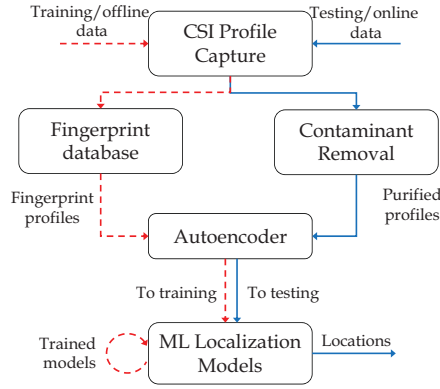 Training/offline
data
CSI Profile
Capture
Testing/online
data
Fingerprint
database
Contaminant
Removal
Fingerprint
profiles
Purified
profiles
Autoencoder
To training
To testing
Trained
models
ML Localization
Models
Locations